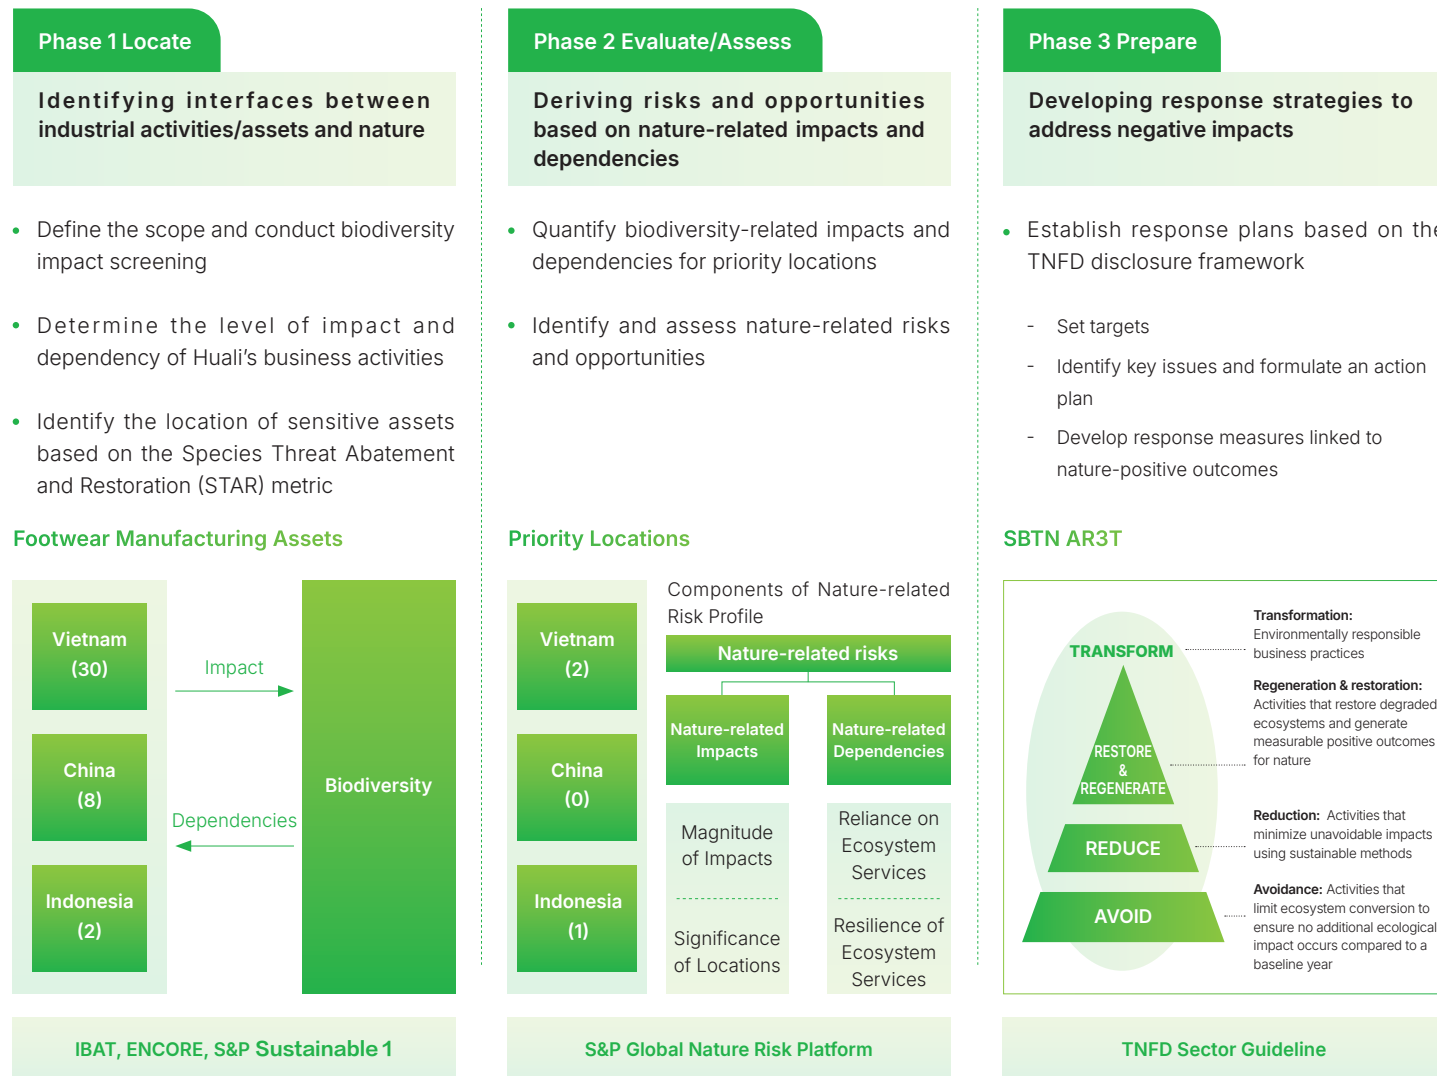 Phase 1 Locate
Identifying interfaces between
industrial activities/assets and nature
• Define the scope and conduct biodiversity
impact screening
• Determine the level of impact and
dependency of Huali’s business activities
• Identify the location of sensitive assets
based on the Species Threat Abatement
and Restoration (STAR) metric
Footwear Manufacturing Assets
Vietnam
(30)
China
(8)
Indonesia
(2)
Impact
Dependencies
Biodiversity
IBAT, ENCORE, S&P Sustainable 1
Phase 2 Evaluate/Assess
Deriving risks and opportunities
based on nature-related impacts and
dependencies
• Quantify biodiversity-related impacts and
dependencies for priority locations
• Identify and assess nature-related risks
and opportunities
Priority Locations
Vietnam
(2)
China
(0)
Indonesia
(1)
Components of Nature-related
Risk Profile
Nature-related risks
Nature-related
Impacts
Nature-related
Dependencies
Magnitude
of Impacts
Significance
of Locations
Reliance on
Ecosystem
Services
Resilience of
Ecosystem
Services
S&P Global Nature Risk Platform
Phase 3 Prepare
Developing response strategies to
address negative impacts
• Establish response plans based on the
TNFD disclosure framework
- Set targets
- Identify key issues and formulate an action
plan
- Develop response measures linked to
nature-positive outcomes
SBTN AR3T
TRANSFORM
RESTORE
&
REGENERATE
REDUCE
AVOID
Transformation:
Environmentally responsible
business practices
Regeneration & restoration:
Activities that restore degraded
ecosystems and generate
measurable positive outcomes
for nature
Reduction: Activities that
minimize unavoidable impacts
using sustainable methods
Avoidance: Activities that
limit ecosystem conversion to
ensure no additional ecological
impact occurs compared to a
baseline year
TNFD Sector Guideline